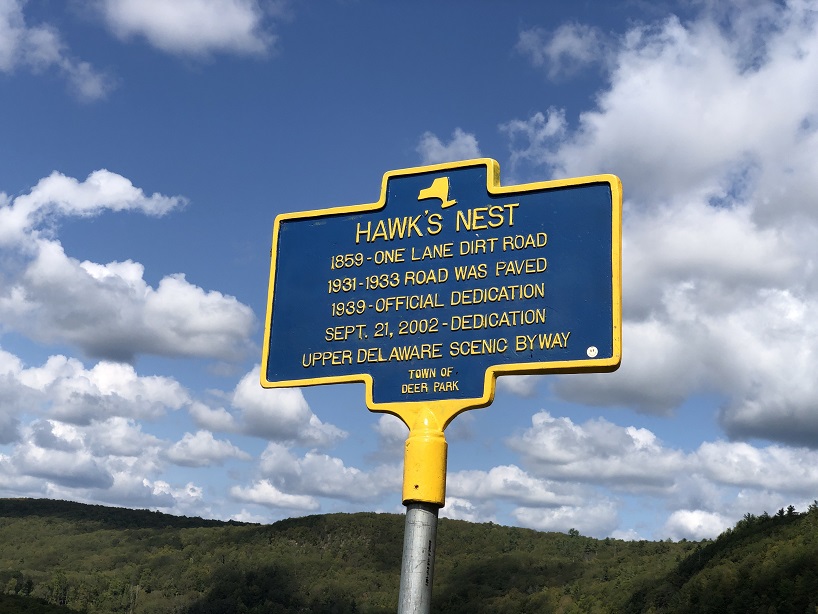 HAWK'S NEST
1859-ONE LANE DIRT ROAD
1931-1933 ROAD WAS PAVED
1939-OFFICIAL DEDICATION
SEPT. 21, 2002-DEDICATION
UPPER DELAWARE SCENIC BYWAY
TOWN OF
DEER PARK